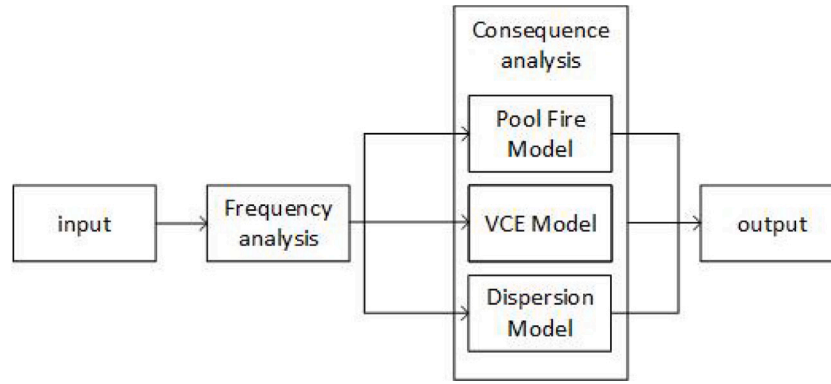 input
Frequency
analysis
Consequence
analysis
Pool Fire
Model
VCE Model
Dispersion
Model
output